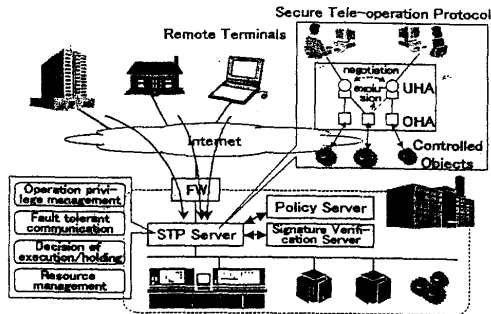 Secure Tele-operation Protocol
Remote Terminals
negotiation
UHA
sion
OHA
Internet
Controlled
Objects
Operation privi-
lege management
Fault tolerant
communication
Decision of
execution/holding
Resource
management
FW
STP Server
Policy Server
Signature Verifi-
cation Server